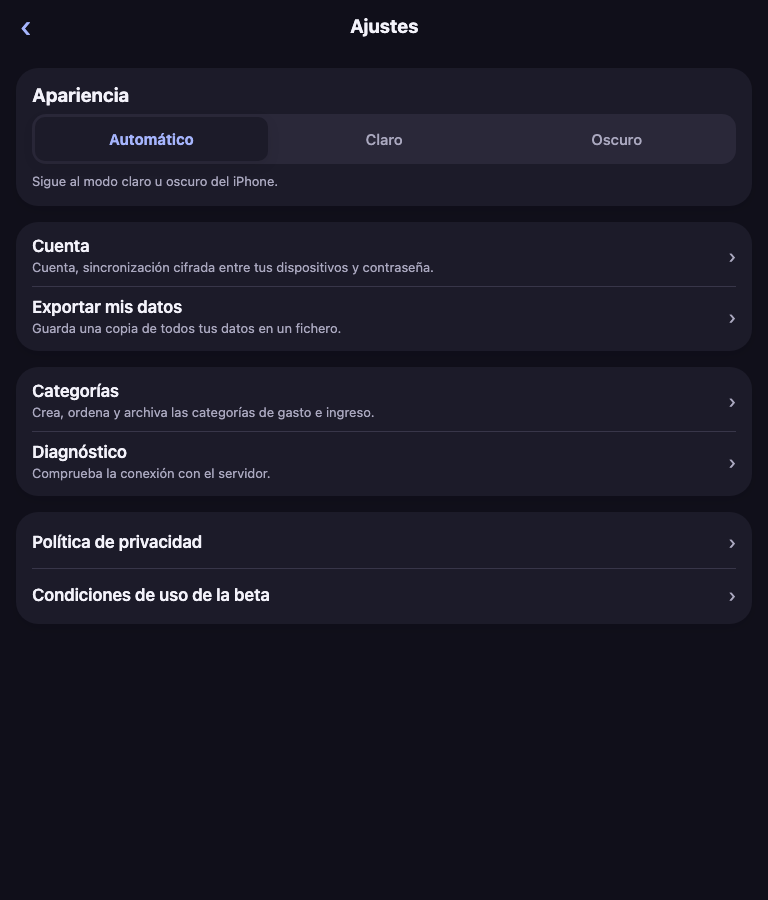 Ajustes
Apariencia
Automático
Claro
Oscuro
Sigue al modo claro u oscuro del iPhone.
Cuenta
Cuenta, sincronización cifrada entre tus dispositivos y contraseña.
Exportar mis datos
Guarda una copia de todos tus datos en un fichero.
Categorías
Crea, ordena y archiva las categorías de gasto e ingreso.
Diagnóstico
Comprueba la conexión con el servidor.
Política de privacidad
Condiciones de uso de la beta